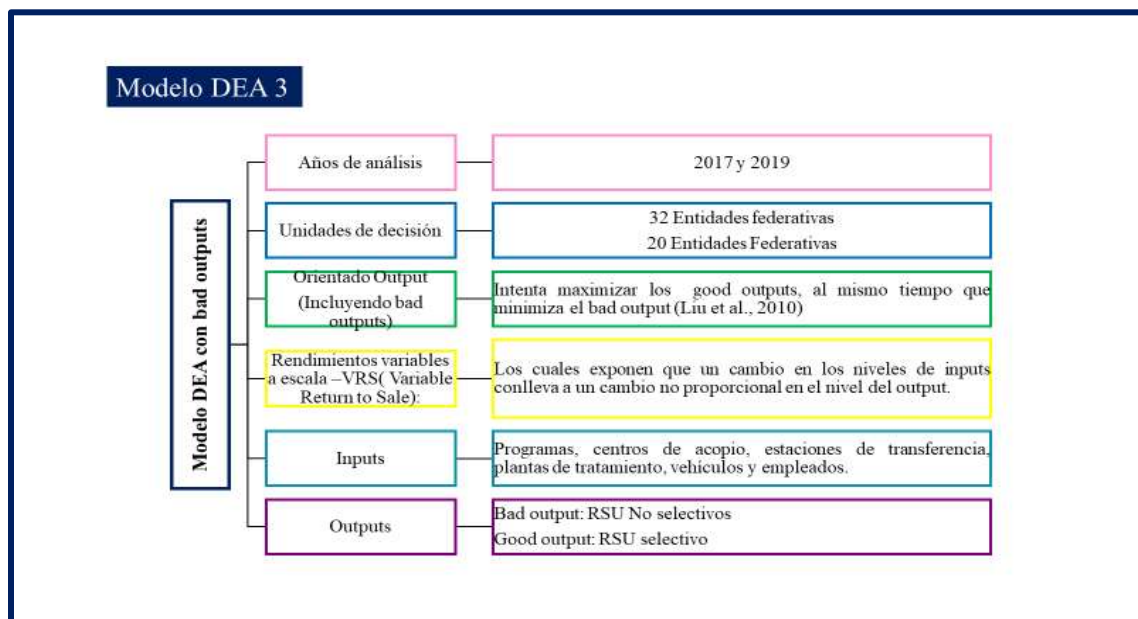 Modelo DEA 3
Modelo DEA con bad outputs
Años de análisis
2017 y 2019
Unidades de decisión
32 Entidades federativas
20 Entidades Federativas
Orientado Output
(Incluyendo bad
outputs)
Intenta maximizar los good outputs, al mismo tiempo que
minimiza el bad output (Liu et al., 2010)
Rendimientos variables
a escala –VRS( Variable
Return to Sale):
Los cuales exponen que un cambio en los niveles de inputs
conlleva a un cambio no proporcional en el nivel del output.
Inputs
Programas, centros de acopio, estaciones de transferencia,
plantas de tratamiento, vehículos y empleados.
Outputs
Bad output: RSU No selectivos
Good output: RSU selectivo